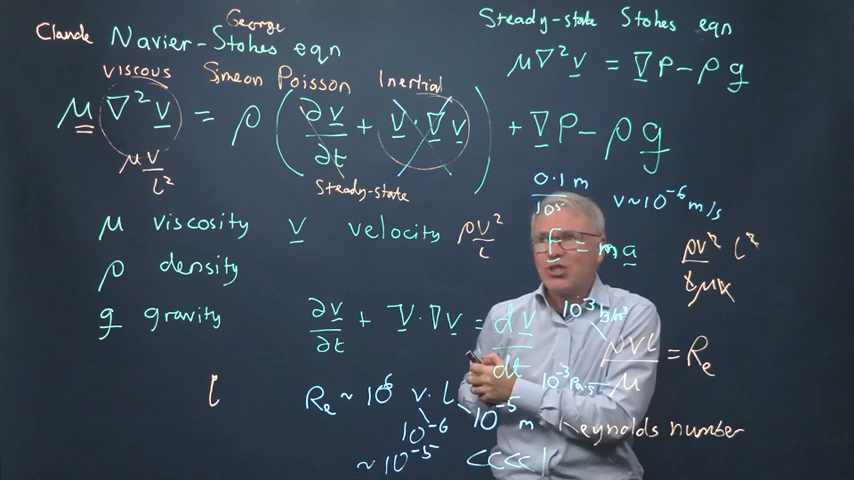 Claude Navier-Stokes eqn
George
viscous Simeon Poisson Inertial
μ∇²v = ρ(∂v/∂t + v·∇v) + ∇P − ρg
μ v/l²
Steady-state
Steady-state Stokes eqn
μ∇²v = ∇P − ρg
0.1 m / 10⁵ v~10⁻⁶ m/s
μ viscosity v velocity ρv²/l
ρ density
g gravity
f = ma
∂v/∂t + v·∇v = dv/dt
l
Re ~ 10⁶ v·l
10⁻⁶ 10⁻⁵ m
~10⁻⁵ <<<<1
ρv² l²
10³
ρvl/μ = Re
10⁻³ Pa·s
Reynolds number